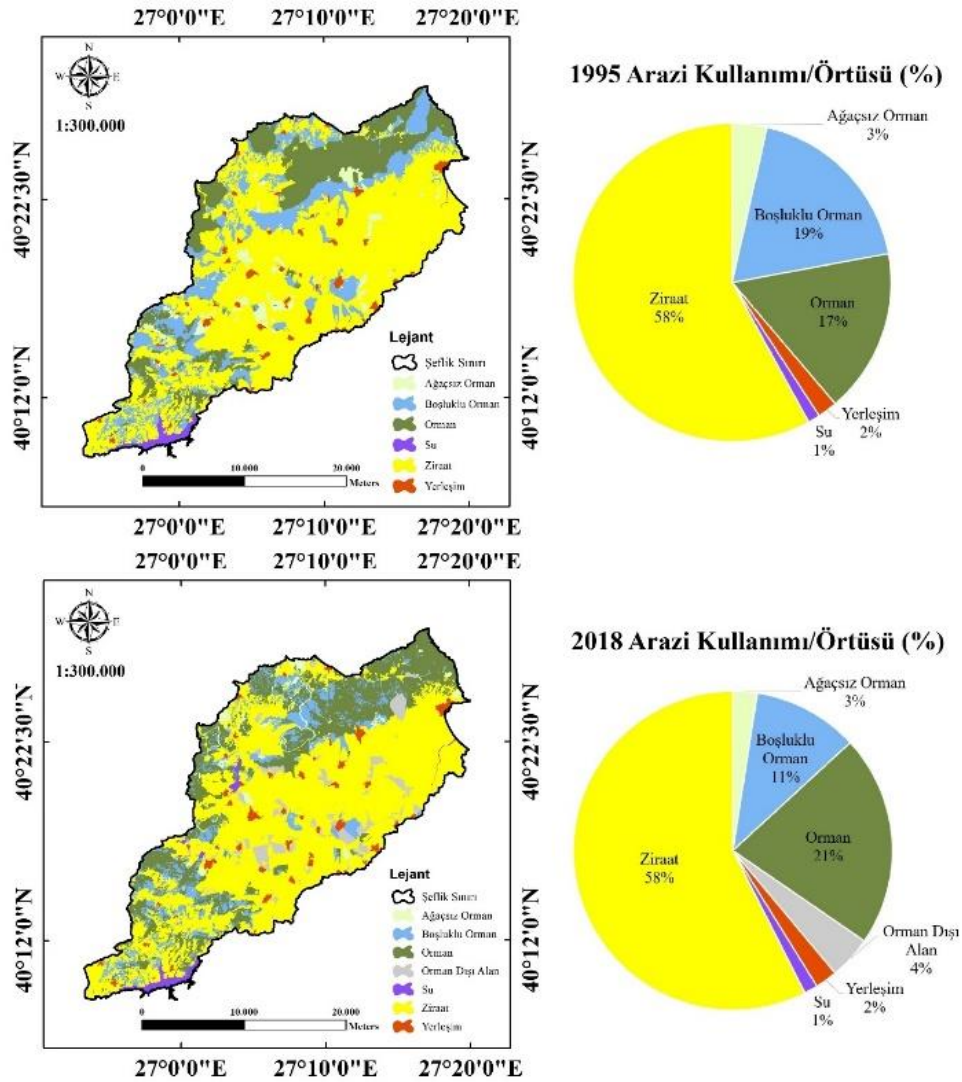 27°0'0"E 27°10'0"E 27°20'0"E
N
W E
S
1:300.000
40°22'30"N
40°22'30"N
40°12'0"N
40°12'0"N
Lejant
Şeflik Sınırı
Ağaçsız Orman
Boşluklu Orman
Orman
Su
Ziraat
Yerleşim
0 10.000 20.000
Meters
27°0'0"E 27°10'0"E 27°20'0"E
1995 Arazi Kullanımı/Örtüsü (%)
Ağaçsız Orman
3%
Boşluklu Orman
19%
Orman
17%
Yerleşim
2%
Su
1%
Ziraat
58%
27°0'0"E 27°10'0"E 27°20'0"E
N
W E
S
1:300.000
40°22'30"N
40°22'30"N
40°12'0"N
40°12'0"N
Lejant
Şeflik Sınırı
Ağaçsız Orman
Boşluklu Orman
Orman
Orman Dışı Alan
Su
Ziraat
Yerleşim
0 10.000 20.000
Meters
27°0'0"E 27°10'0"E 27°20'0"E
2018 Arazi Kullanımı/Örtüsü (%)
Ağaçsız Orman
3%
Boşluklu
Orman
11%
Orman
21%
Orman Dışı
Alan
4%
Yerleşim
2%
Su
1%
Ziraat
58%